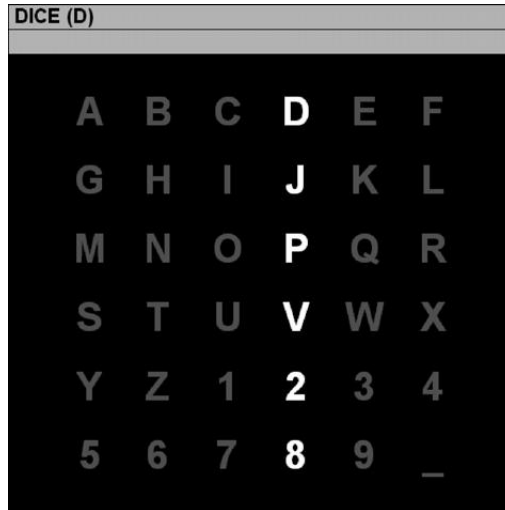 DICE (D)
A B C D E F
G H I J K L
M N O P Q R
S T U V W X
Y Z 1 2 3 4
5 6 7 8 9 _